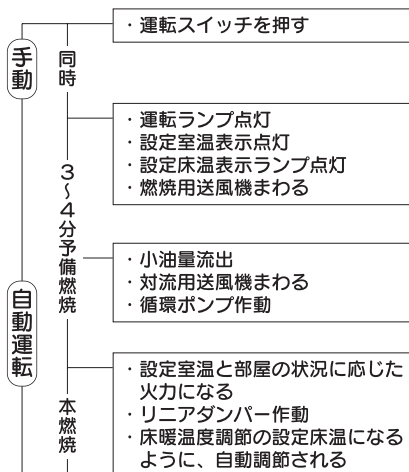 手動
同時
・運転スイッチを押す
・運転ランプ点灯
・設定室温表示点灯
・設定床温表示ランプ点灯
・燃焼用送風機まわる
3～4分予備燃焼
・小油量流出
・対流用送風機まわる
・循環ポンプ作動
自動運転
本燃焼
・設定室温と部屋の状況に応じた
火力になる
・リニアダンパー作動
・床暖温度調節の設定床温になる
ように、自動調節される